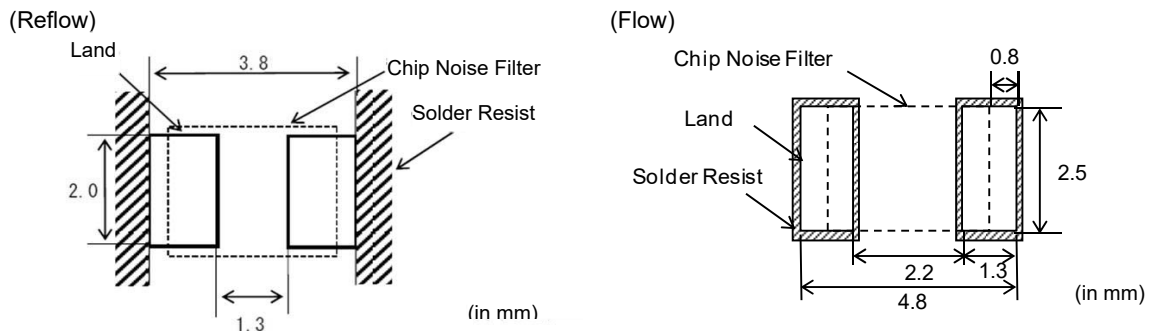 (Reflow)
Land
3.8
Chip Noise Filter
Solder Resist
2.0
1.3
(in mm)
(Flow)
0.8
Chip Noise Filter
Land
Solder Resist
2.5
2.2
1.3
4.8
(in mm)